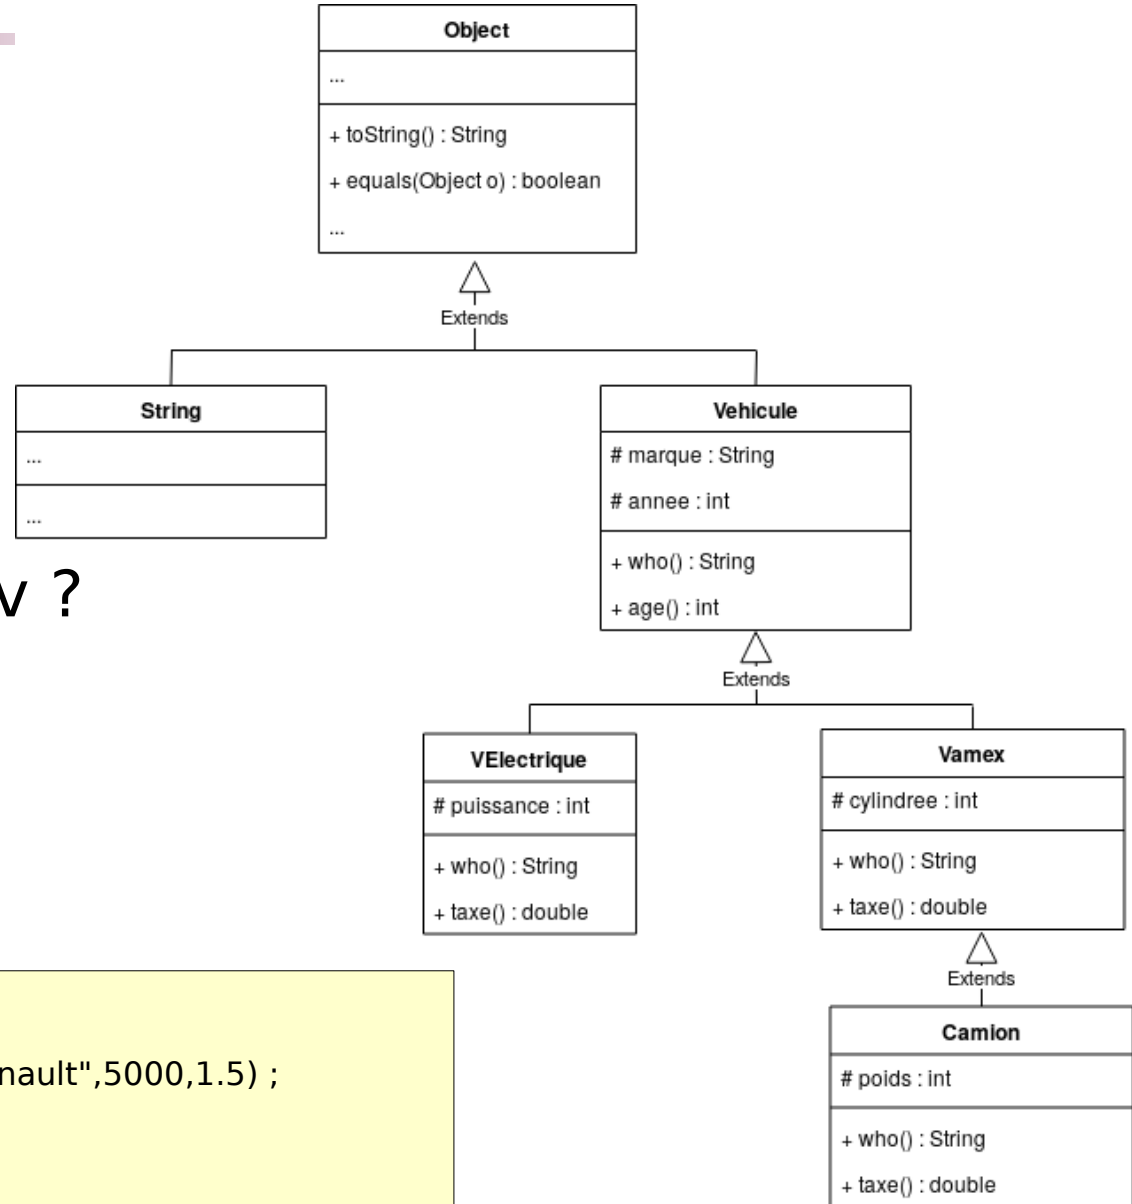 Object
...
+ toString() : String
+ equals(Object o) : boolean
...
Extends
String
...
...
Vehicule
# marque : String
# annee : int
+ who() : String
+ age() : int
v ?
Extends
VElectrique
# puissance : int
+ who() : String
+ taxe() : double
Vamex
# cylindree : int
+ who() : String
+ taxe() : double
Extends
nault",5000,1.5) ;
Camion
# poids : int
+ who() : String
+ taxe() : double